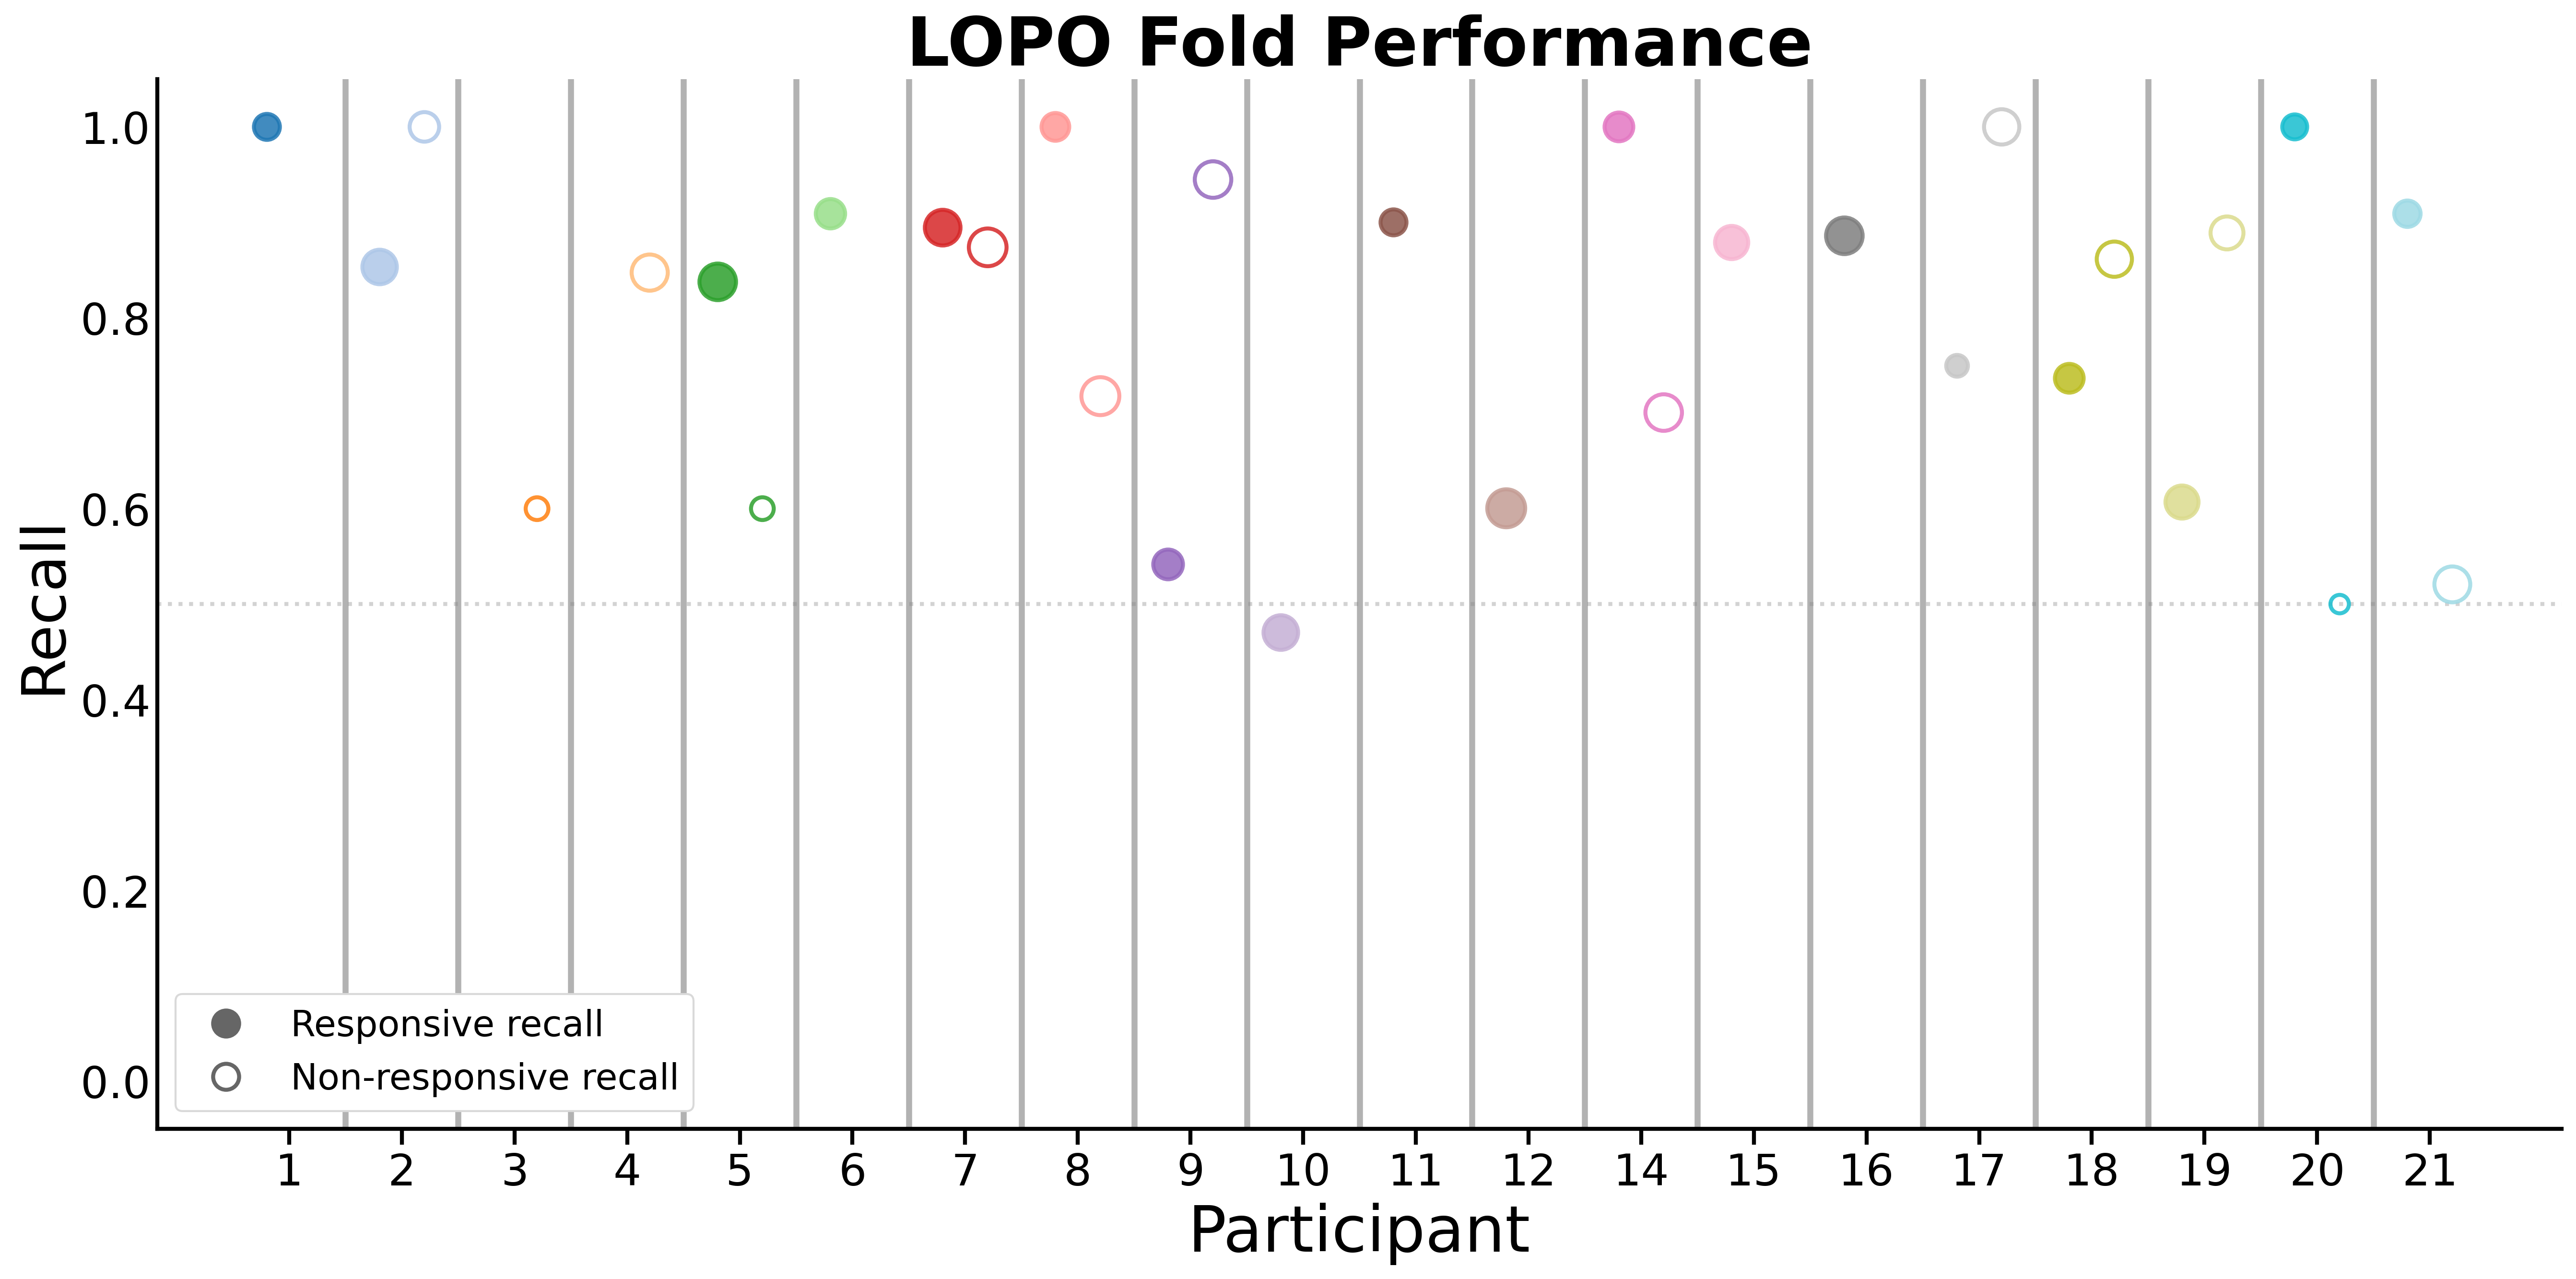 LOPO Fold Performance
Recall
1.0
0.8
0.6
0.4
0.2
0.0
Responsive recall
Non-responsive recall
1 2 3 4 5 6 7 8 9 10 11 12 14 15 16 17 18 19 20 21
Participant